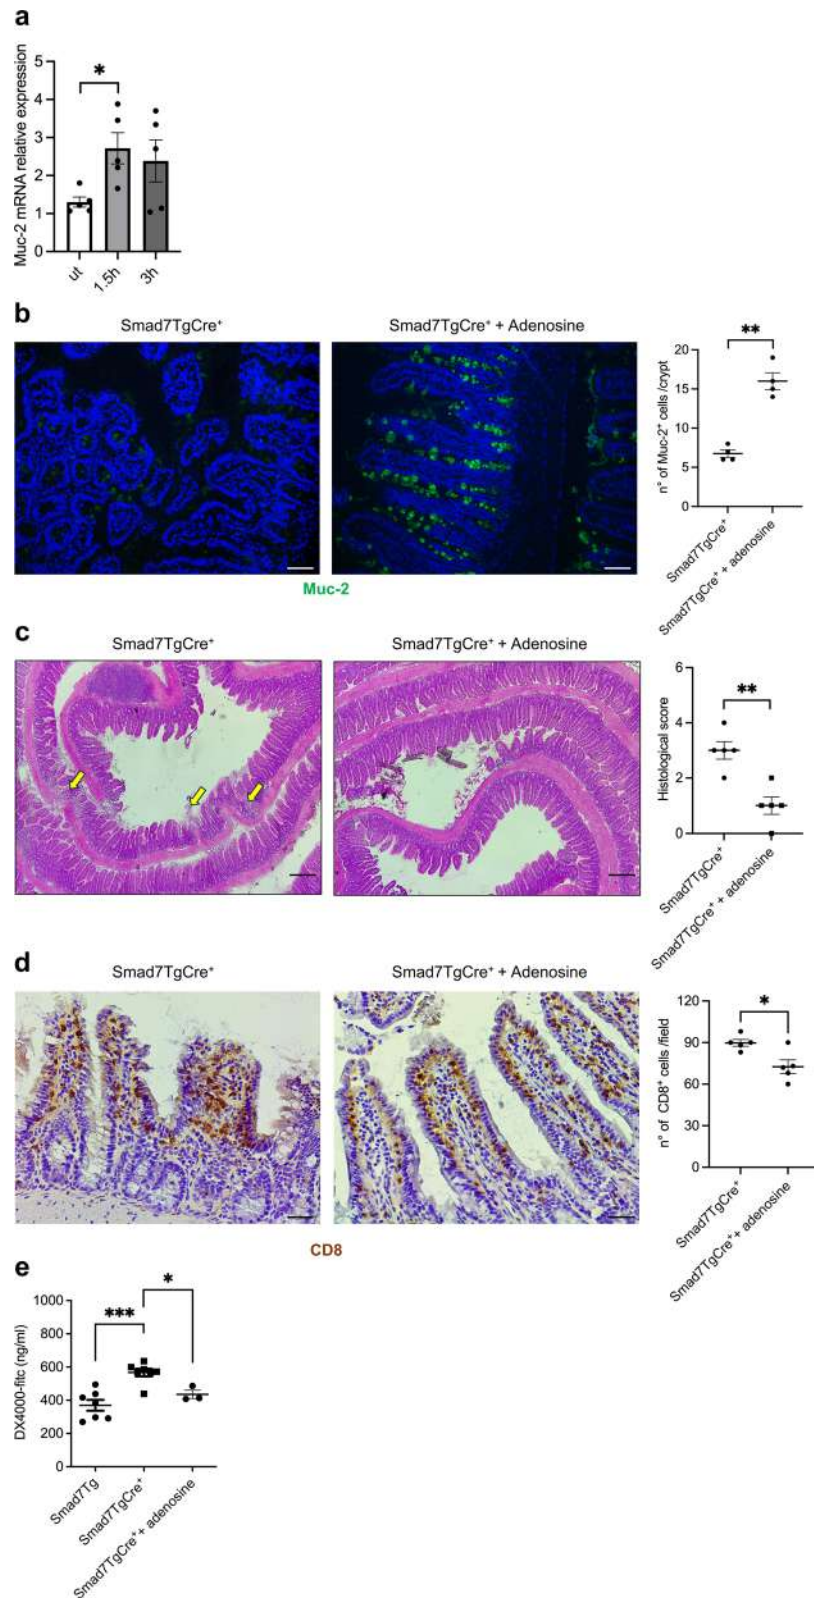 a
Muc-2 mRNA relative expression
5
4
3
2
1
0
*
ut
1.5h
3h
b
Smad7TgCre⁺
Smad7TgCre⁺ + Adenosine
Muc-2
**
n° of Muc-2⁺ cells /crypt
20
15
10
5
0
Smad7TgCre⁺
Smad7TgCre⁺ + adenosine
c
Smad7TgCre⁺
Smad7TgCre⁺ + Adenosine
**
Histological score
6
4
2
0
Smad7TgCre⁺
Smad7TgCre⁺ + adenosine
d
Smad7TgCre⁺
Smad7TgCre⁺ + Adenosine
CD8
*
n° of CD8⁺ cells /field
120
90
60
30
0
Smad7TgCre⁺
Smad7TgCre⁺+ adenosine
e
DX4000-fitc (ng/ml)
1000
800
600
400
200
0
***
*
Smad7Tg
Smad7TgCre⁺
Smad7TgCre⁺+ adenosine